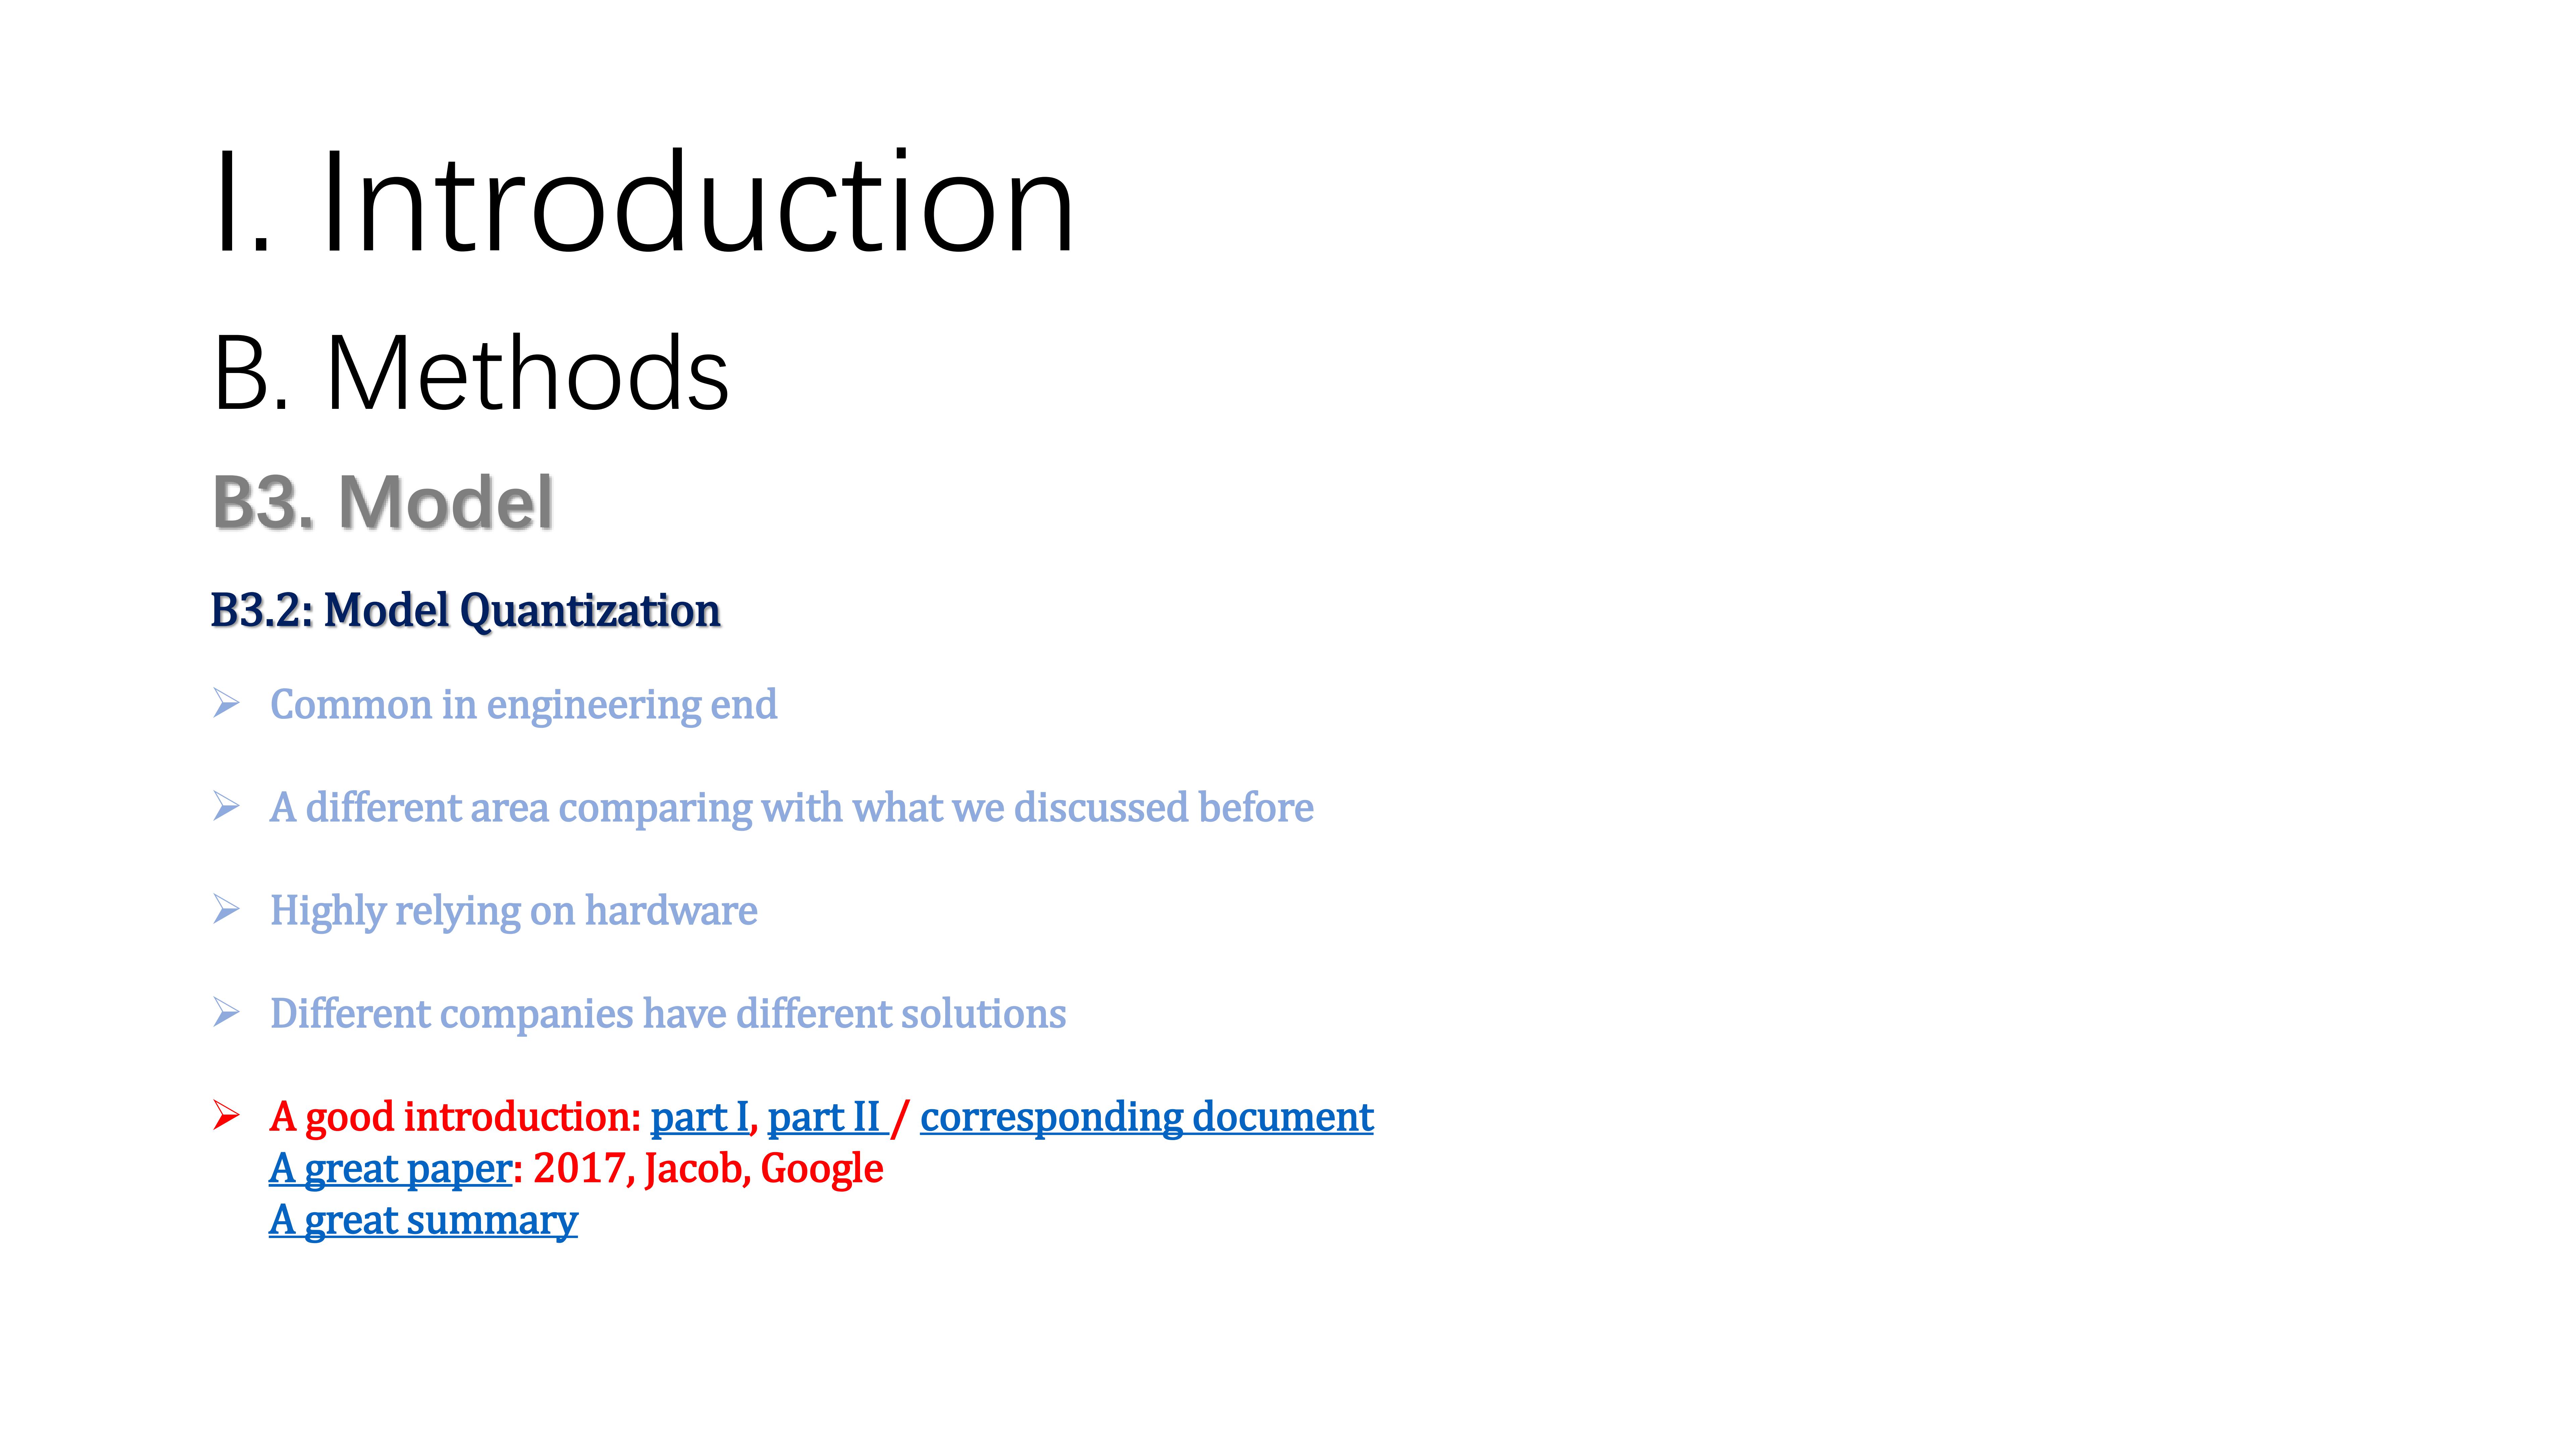 I. Introduction
B. Methods
B3. Model
B3.2: Model Quantization
➢ Common in engineering end
➢ A different area comparing with what we discussed before
➢ Highly relying on hardware
➢ Different companies have different solutions
➢ A good introduction: part I, part II / corresponding document
A great paper: 2017, Jacob, Google
A great summary